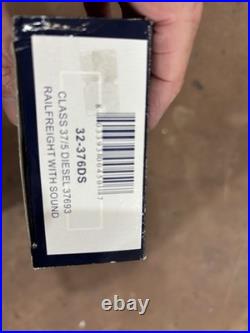 32-376DS
CLASS 37/5 DIESEL 37693
RAILFREIGHT WITH SOUND